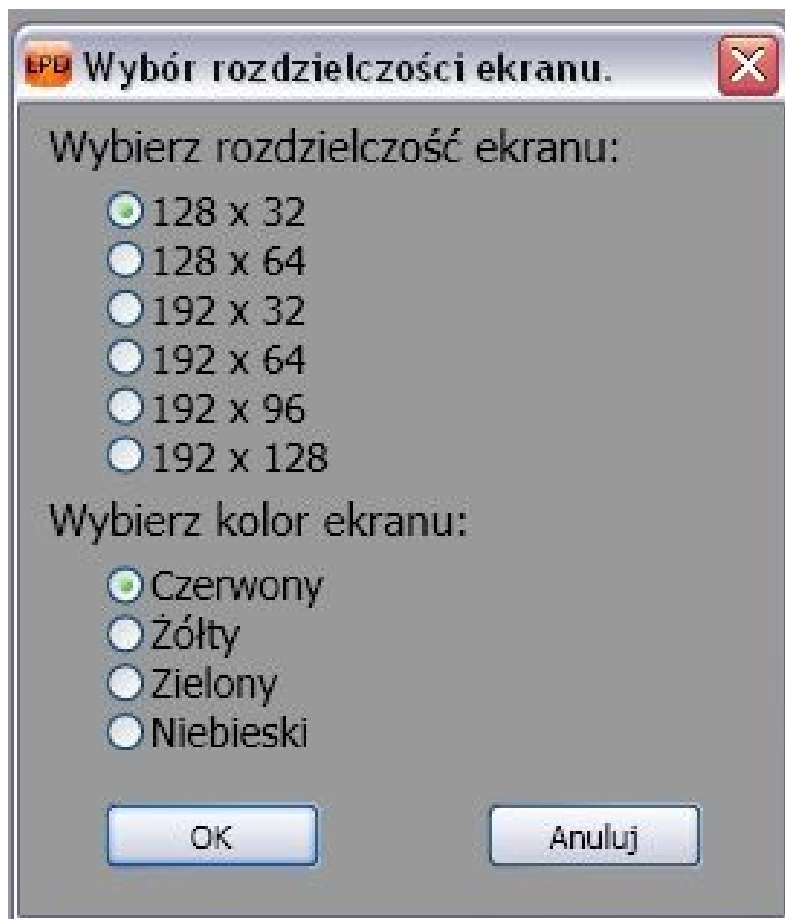 Wybór rozdzielczości ekranu.
Wybierz rozdzielczość ekranu:
128 x 32
128 x 64
192 x 32
192 x 64
192 x 96
192 x 128
Wybierz kolor ekranu:
Czerwony
Żółty
Zielony
Niebieski
OK
Anuluj